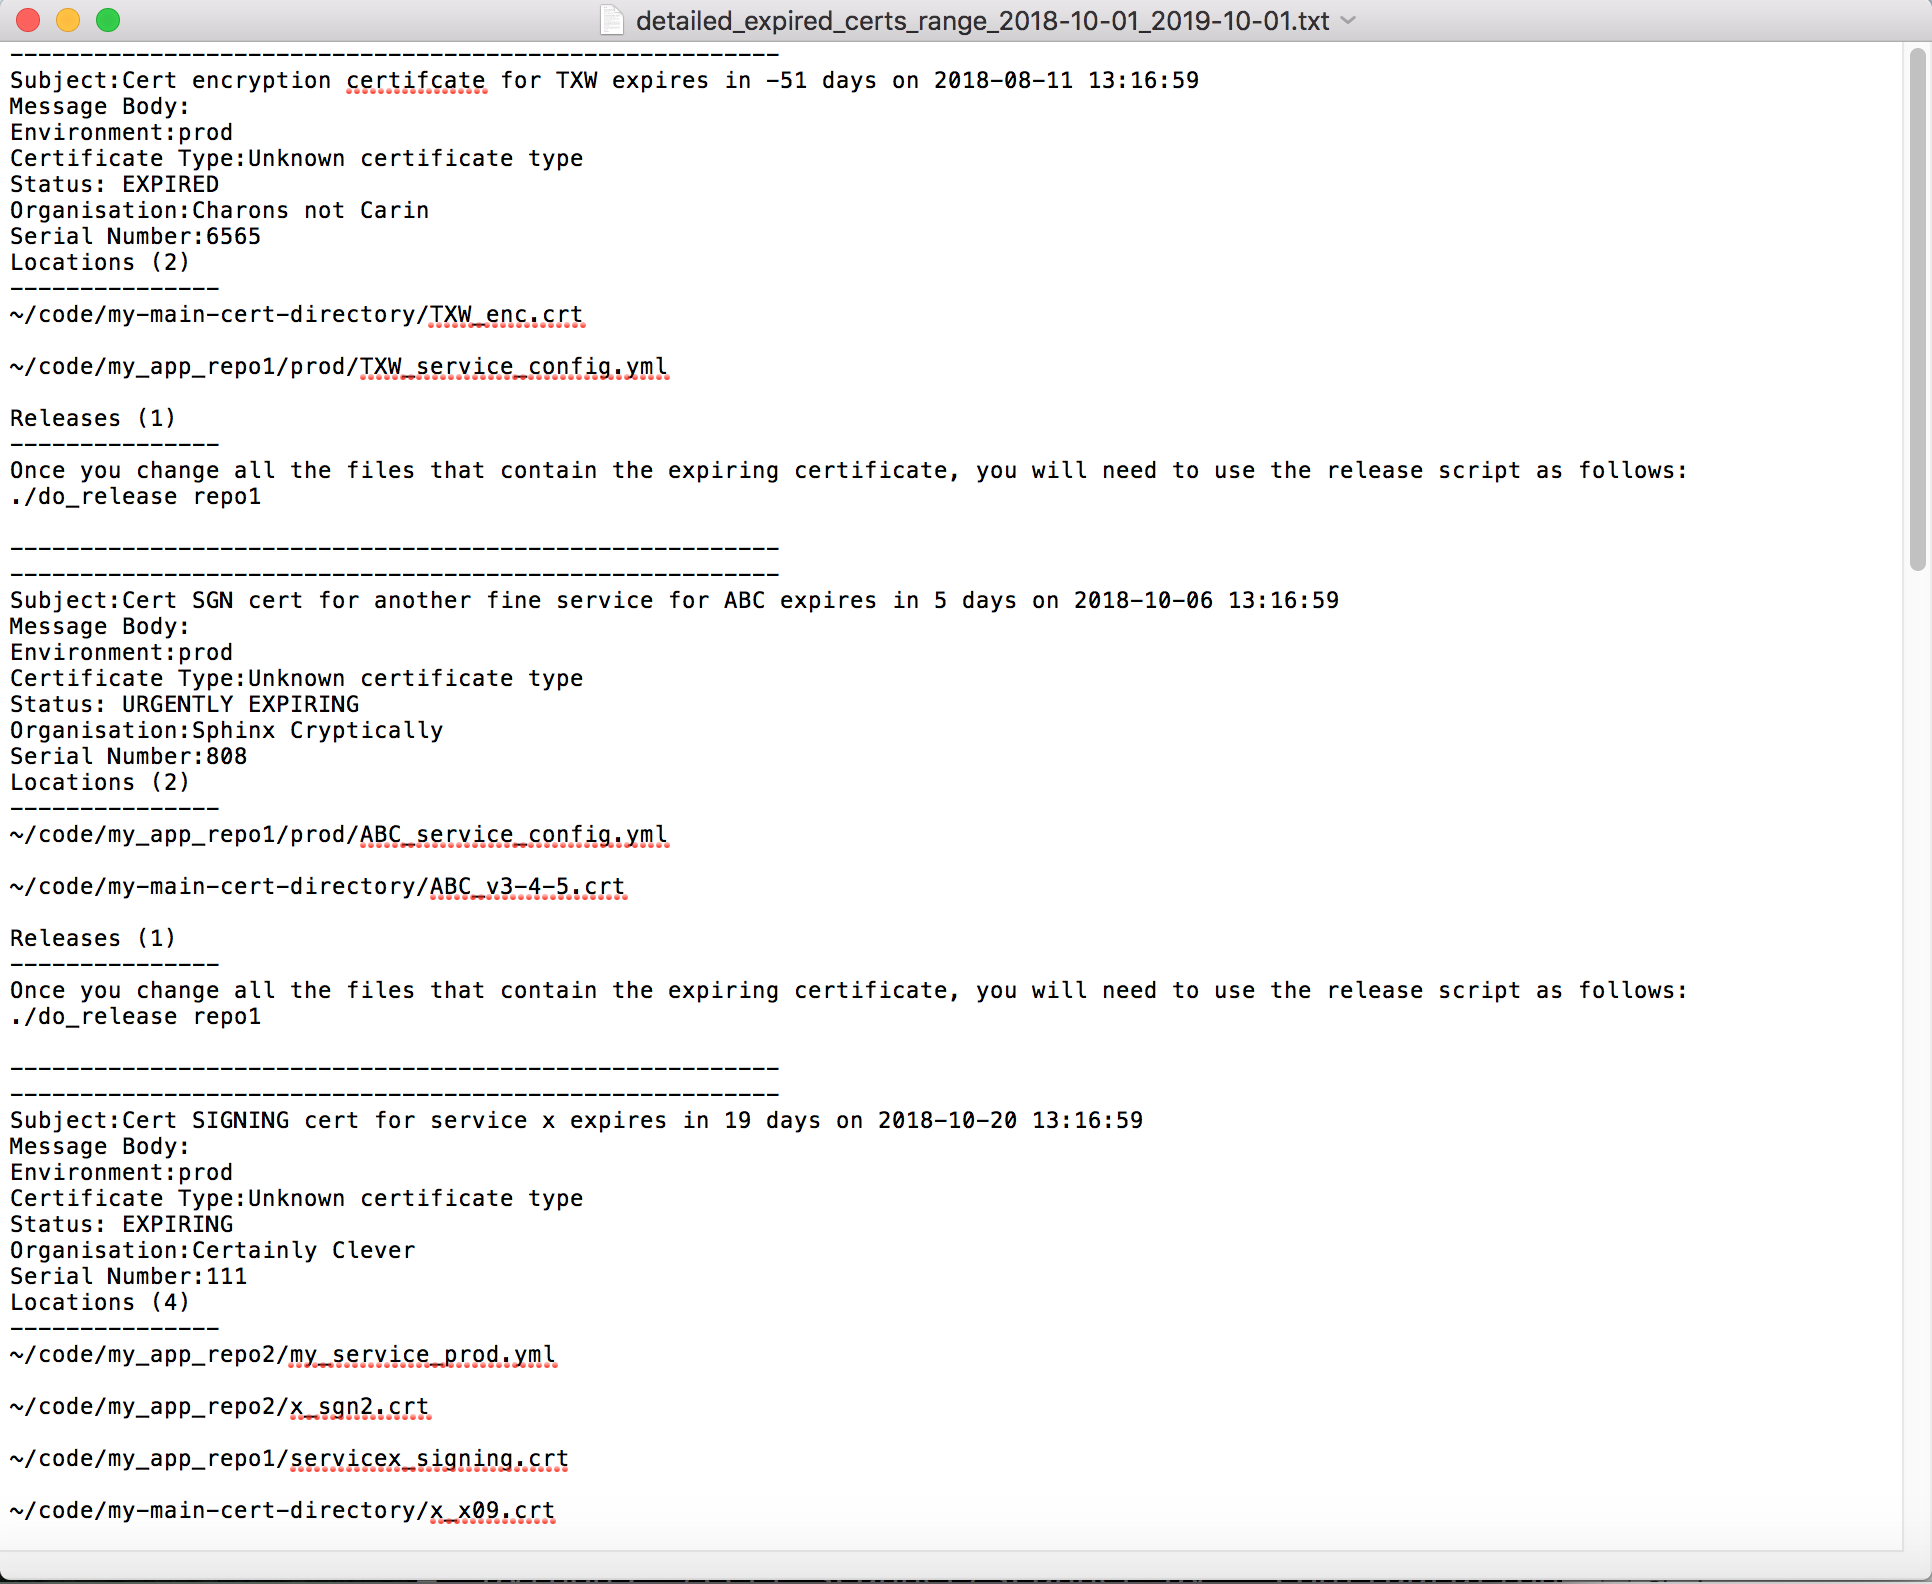 detailed_expired_certs_range_2018-10-01_2019-10-01.txt
-------------------------------------------------------
Subject:Cert encryption certifcate for TXW expires in -51 days on 2018-08-11 13:16:59
Message Body:
Environment:prod
Certificate Type:Unknown certificate type
Status: EXPIRED
Organisation:Charons not Carin
Serial Number:6565
Locations (2)
---------------
~/code/my-main-cert-directory/TXW_enc.crt
~/code/my_app_repo1/prod/TXW_service_config.yml
Releases (1)
---------------
Once you change all the files that contain the expiring certificate, you will need to use the release script as follows:
./do_release repo1
-------------------------------------------------------
-------------------------------------------------------
Subject:Cert SGN cert for another fine service for ABC expires in 5 days on 2018-10-06 13:16:59
Message Body:
Environment:prod
Certificate Type:Unknown certificate type
Status: URGENTLY EXPIRING
Organisation:Sphinx Cryptically
Serial Number:808
Locations (2)
---------------
~/code/my_app_repo1/prod/ABC_service_config.yml
~/code/my-main-cert-directory/ABC_v3-4-5.crt
Releases (1)
---------------
Once you change all the files that contain the expiring certificate, you will need to use the release script as follows:
./do_release repo1
-------------------------------------------------------
-------------------------------------------------------
Subject:Cert SIGNING cert for service x expires in 19 days on 2018-10-20 13:16:59
Message Body:
Environment:prod
Certificate Type:Unknown certificate type
Status: EXPIRING
Organisation:Certainly Clever
Serial Number:111
Locations (4)
---------------
~/code/my_app_repo2/my_service_prod.yml
~/code/my_app_repo2/x_sgn2.crt
~/code/my_app_repo1/servicex_signing.crt
~/code/my-main-cert-directory/x_x09.crt